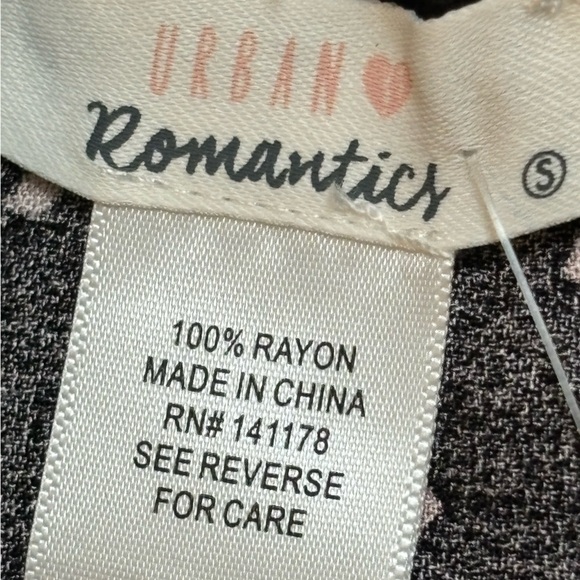 URBAN
Romantics
S
100% RAYON
MADE IN CHINA
RN# 141178
SEE REVERSE
FOR CARE